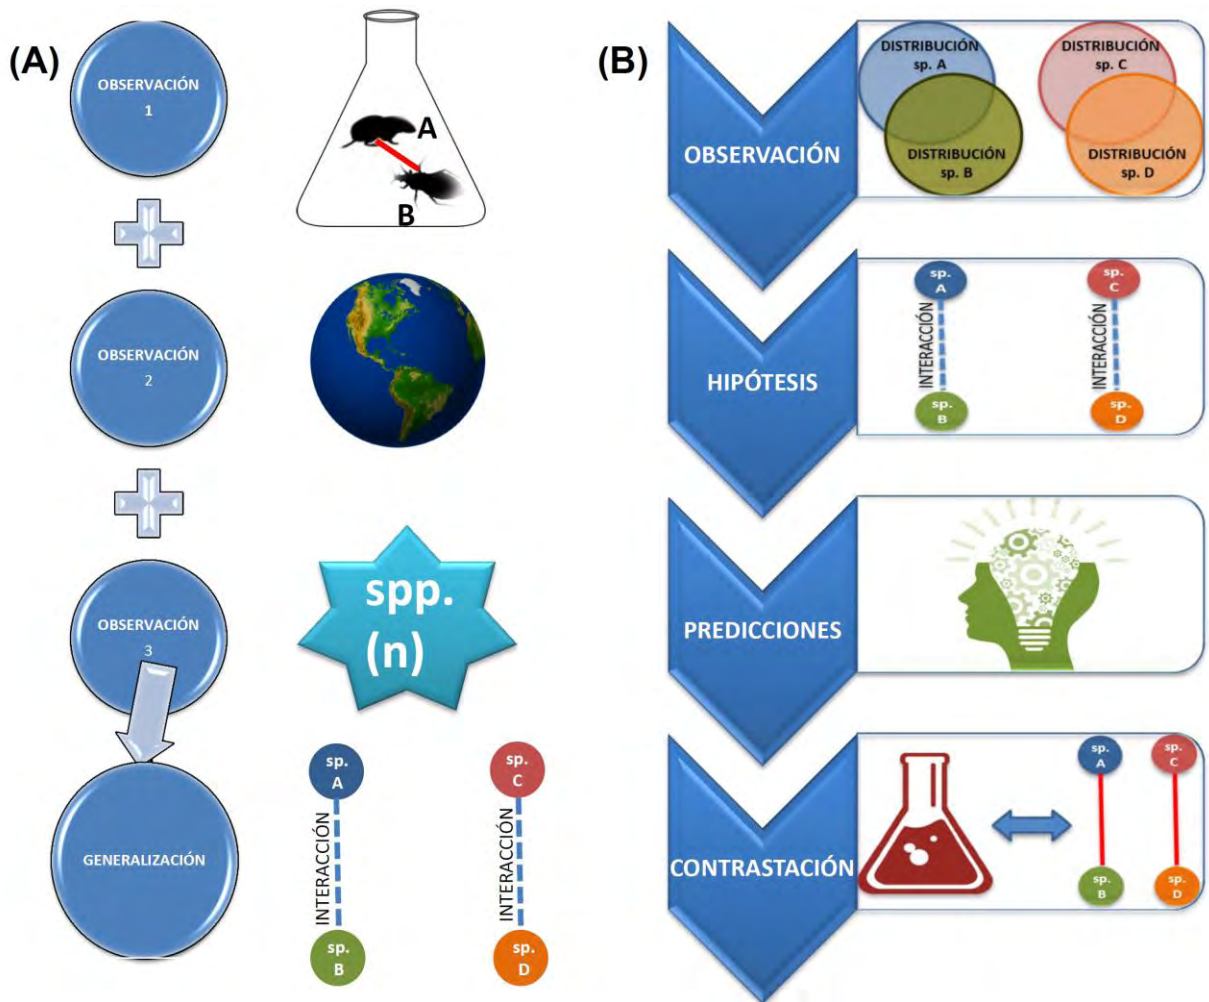 (A)
OBSERVACIÓN
1
A
B
OBSERVACIÓN
2
OBSERVACIÓN
3
spp.
(n)
GENERALIZACIÓN
sp.
A
INTERACCIÓN
sp.
B
sp.
C
INTERACCIÓN
sp.
D
(B)
OBSERVACIÓN
DISTRIBUCIÓN
sp. A
DISTRIBUCIÓN
sp. B
DISTRIBUCIÓN
sp. C
DISTRIBUCIÓN
sp. D
HIPÓTESIS
sp.
A
INTERACCIÓN
sp.
B
sp.
C
INTERACCIÓN
sp.
D
PREDICCIONES
CONTRASTACIÓN
sp.
A
sp.
B
sp.
C
sp.
D